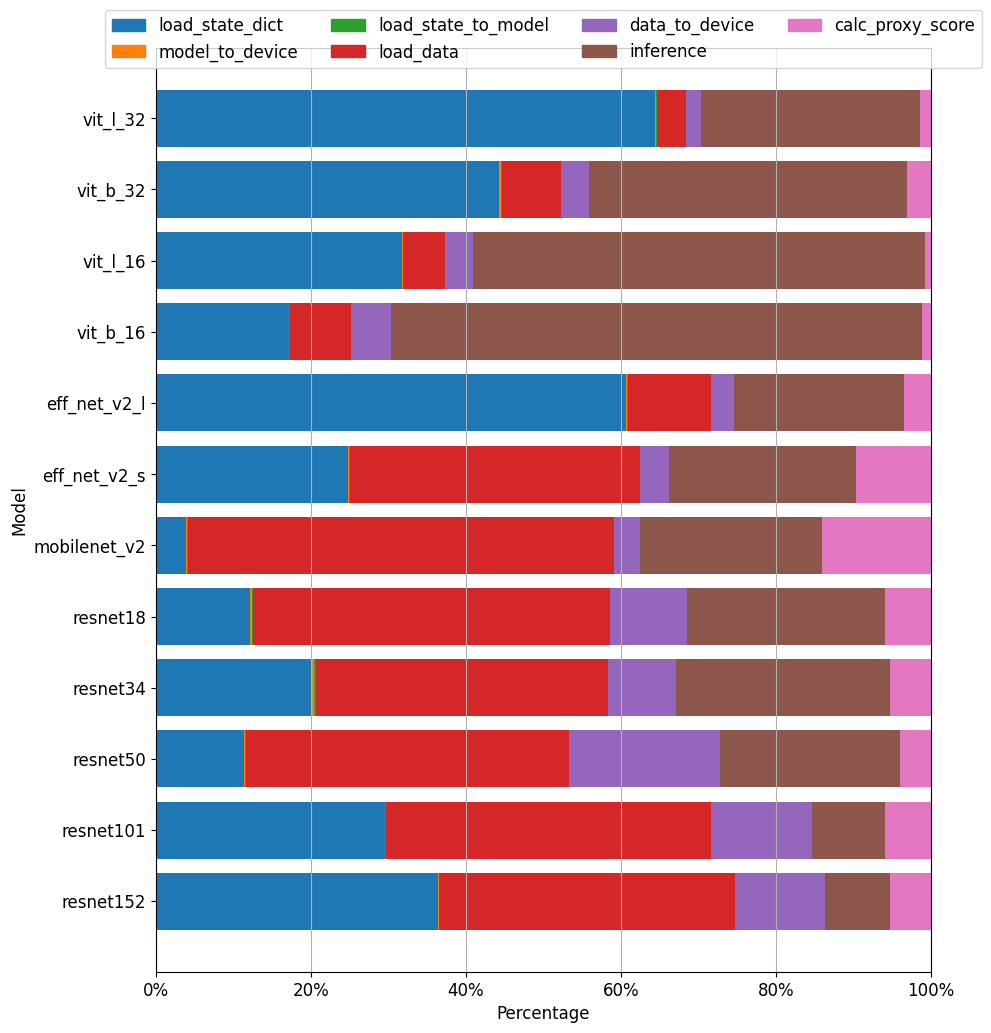 load_state_dict load_state_to_model data_to_device calc_proxy_score
model_to_device load_data inference
vit_l_32
vit_b_32
vit_l_16
vit_b_16
eff_net_v2_l
eff_net_v2_s
mobilenet_v2
resnet18
resnet34
resnet50
resnet101
resnet152
Model
0% 20% 40% 60% 80% 100%
Percentage